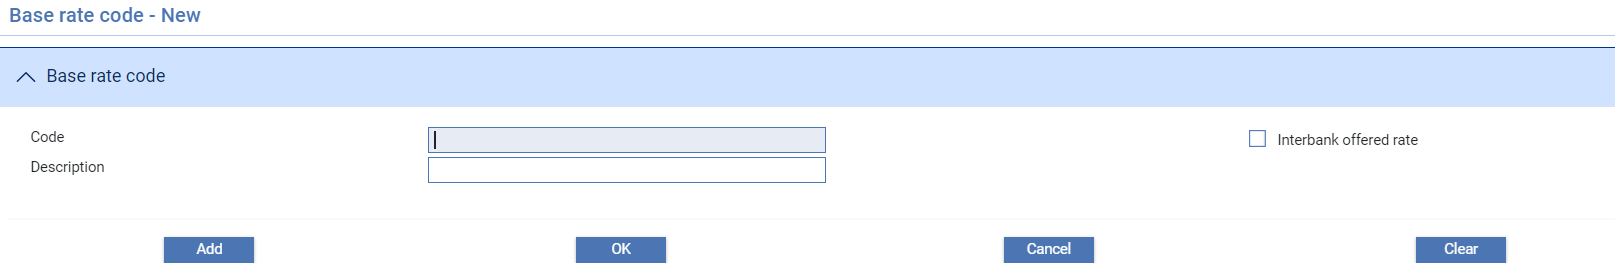 Base rate code - New
Base rate code
Code
Interbank offered rate
Description
Add OK Cancel Clear